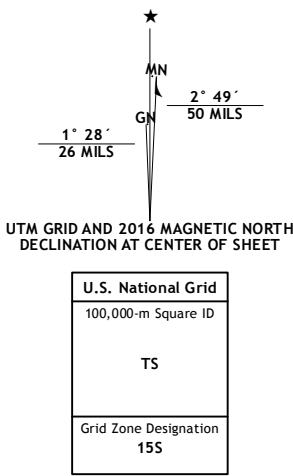 ★
MN
GN
2° 49´
50 MILS
1° 28´
26 MILS
UTM GRID AND 2016 MAGNETIC NORTH
DECLINATION AT CENTER OF SHEET
U.S. National Grid
100,000-m Square ID
TS
Grid Zone Designation
15S